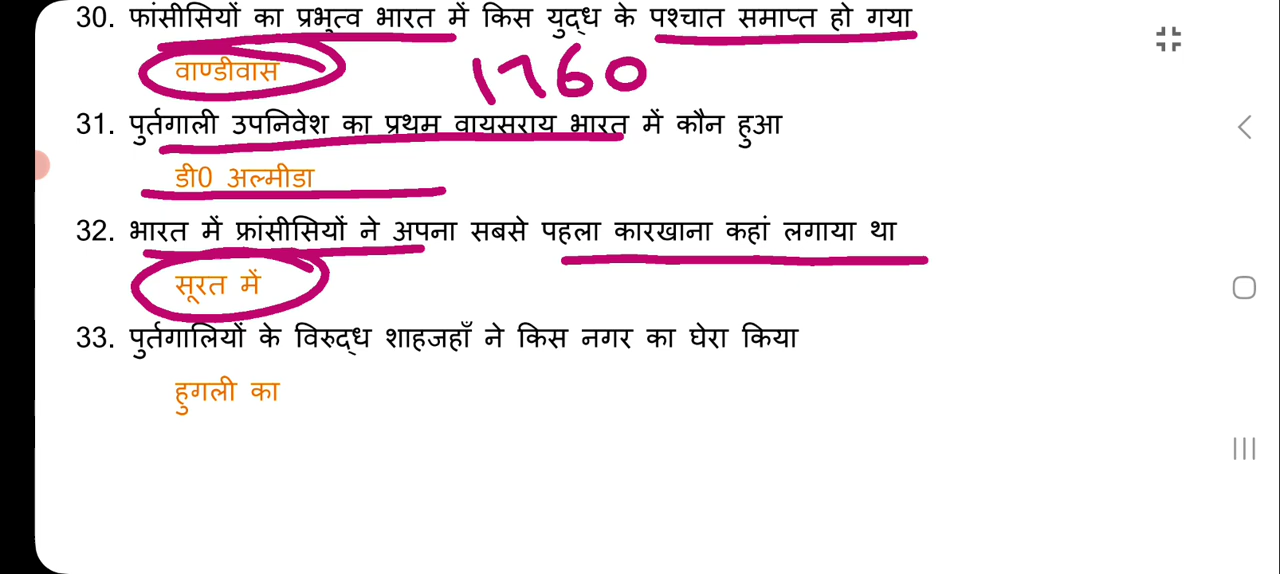 30. फांसीसियों का प्रभुत्व भारत में किस युद्ध के पश्चात समाप्त हो गया
वाण्डीवास 1760
31. पुर्तगाली उपनिवेश का प्रथम वायसराय भारत में कौन हुआ
डी0 अल्मीडा
32. भारत में फ्रांसीसियों ने अपना सबसे पहला कारखाना कहां लगाया था
सूरत में
33. पुर्तगालियों के विरुद्ध शाहजहाँ ने किस नगर का घेरा किया
हुगली का